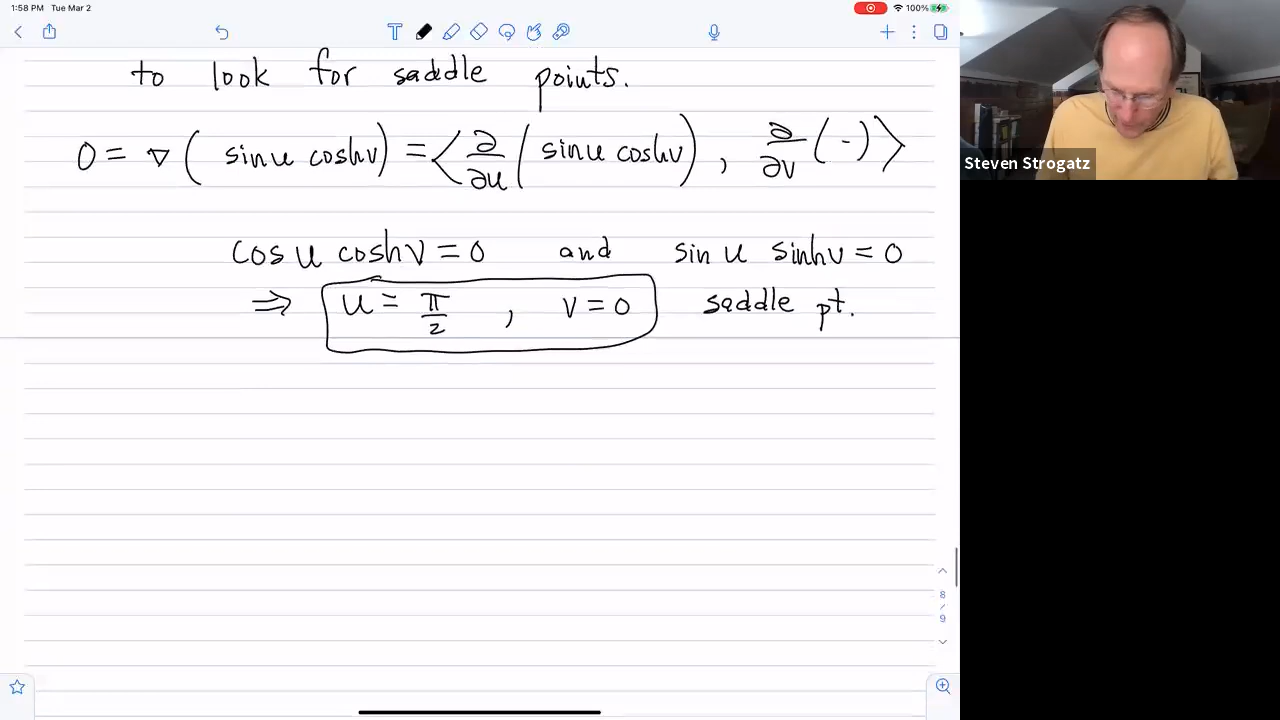 1:58 PM Tue Mar 2
100%
to look for saddle points.
0 = ∇( sin u cosh v) = <∂/∂u( sin u cosh v) , ∂/∂v(·)>
cos u cosh v = 0 and sin u sinh v = 0
⇒ u = π/2 , v = 0 saddle pt.
Steven Strogatz
8
/
9